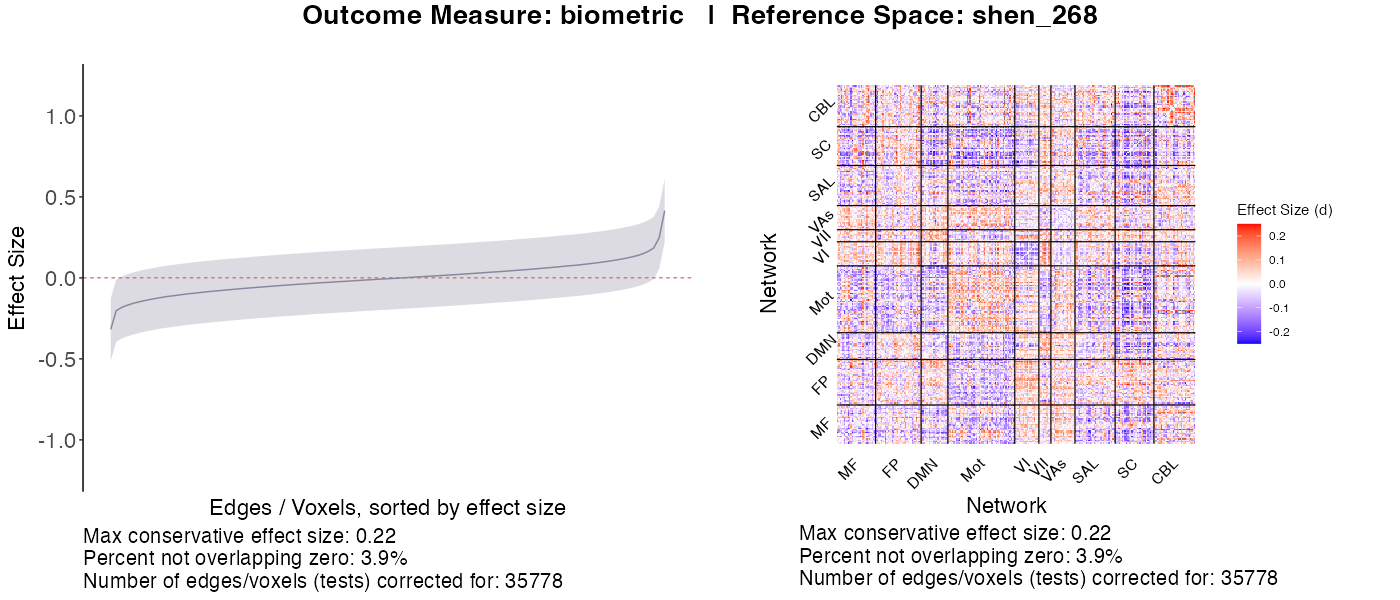 Outcome Measure: biometric | Reference Space: shen_268
1.0
0.5
0.0
-0.5
-1.0
Effect Size
Edges / Voxels, sorted by effect size
Max conservative effect size: 0.22
Percent not overlapping zero: 3.9%
Number of edges/voxels (tests) corrected for: 35778
Network
CBL
SC
SAL
VAs
VII
VI
Mot
DMN
FP
MF
MF
FP
DMN
Mot
VI
VII
VAs
SAL
SC
CBL
Network
Effect Size (d)
0.2
0.1
0.0
-0.1
-0.2
Max conservative effect size: 0.22
Percent not overlapping zero: 3.9%
Number of edges/voxels (tests) corrected for: 35778